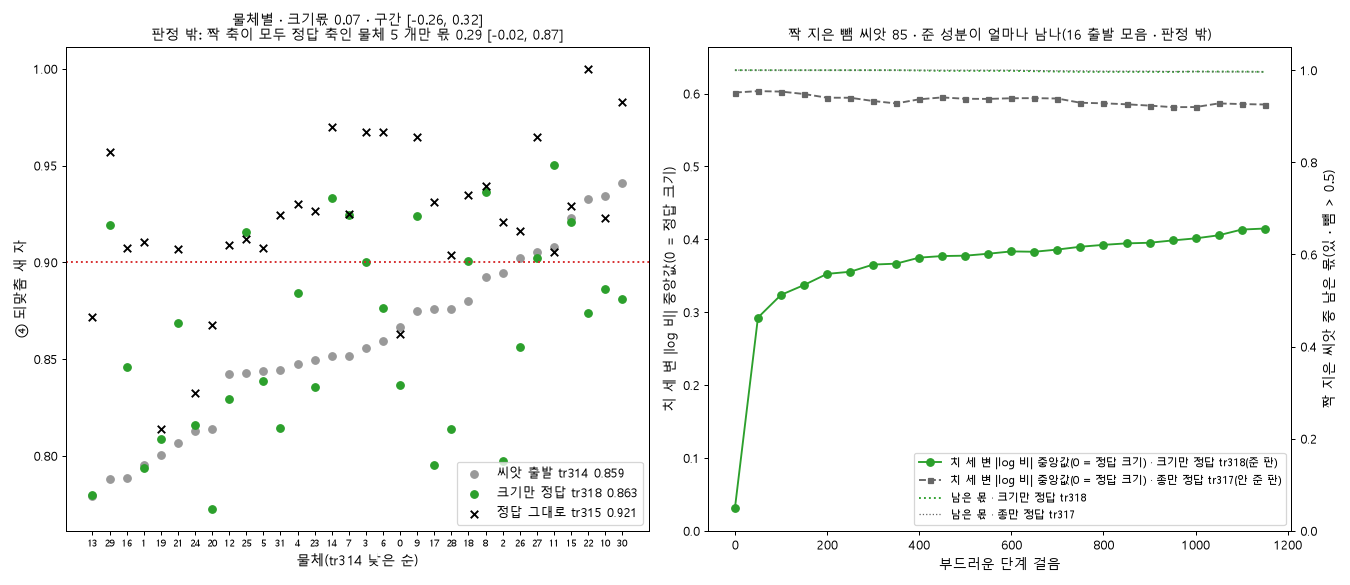 물체별 · 크기몫 0.07 · 구간 [-0.26, 0.32]
판정 밖: 짝 축이 모두 정답 축인 물체 5 개만 몫 0.29 [-0.02, 0.87]
④ 되맞춤 새 자
1.00
0.95
0.90
0.85
0.80
씨앗 출발 tr314 0.859
크기만 정답 tr318 0.863
정답 그대로 tr315 0.921
13 29 16 1 19 21 24 20 12 25 5 31 4 23 14 7 3 6 0 9 17 28 18 8 2 26 27 11 15 22 10 30
물체(tr314 낮은 순)
짝 지은 뺌 씨앗 85 · 준 성분이 얼마나 남나(16 출발 모음 · 판정 밖)
치 세 변 |log 비| 중앙값(0 = 정답 크기)
0.6
0.5
0.4
0.3
0.2
0.1
0.0
치 세 변 |log 비| 중앙값(0 = 정답 크기) · 크기만 정답 tr318(준 판)
치 세 변 |log 비| 중앙값(0 = 정답 크기) · 종만 정답 tr317(안 준 판)
남은 몫 · 크기만 정답 tr318
남은 몫 · 종만 정답 tr317
0 200 400 600 800 1000 1200
부드러운 단계 걸음
1.0
0.8
0.6
0.4
0.2
0.0
짝 지은 씨앗 중 남은 몫(있 · 뺌 > 0.5)